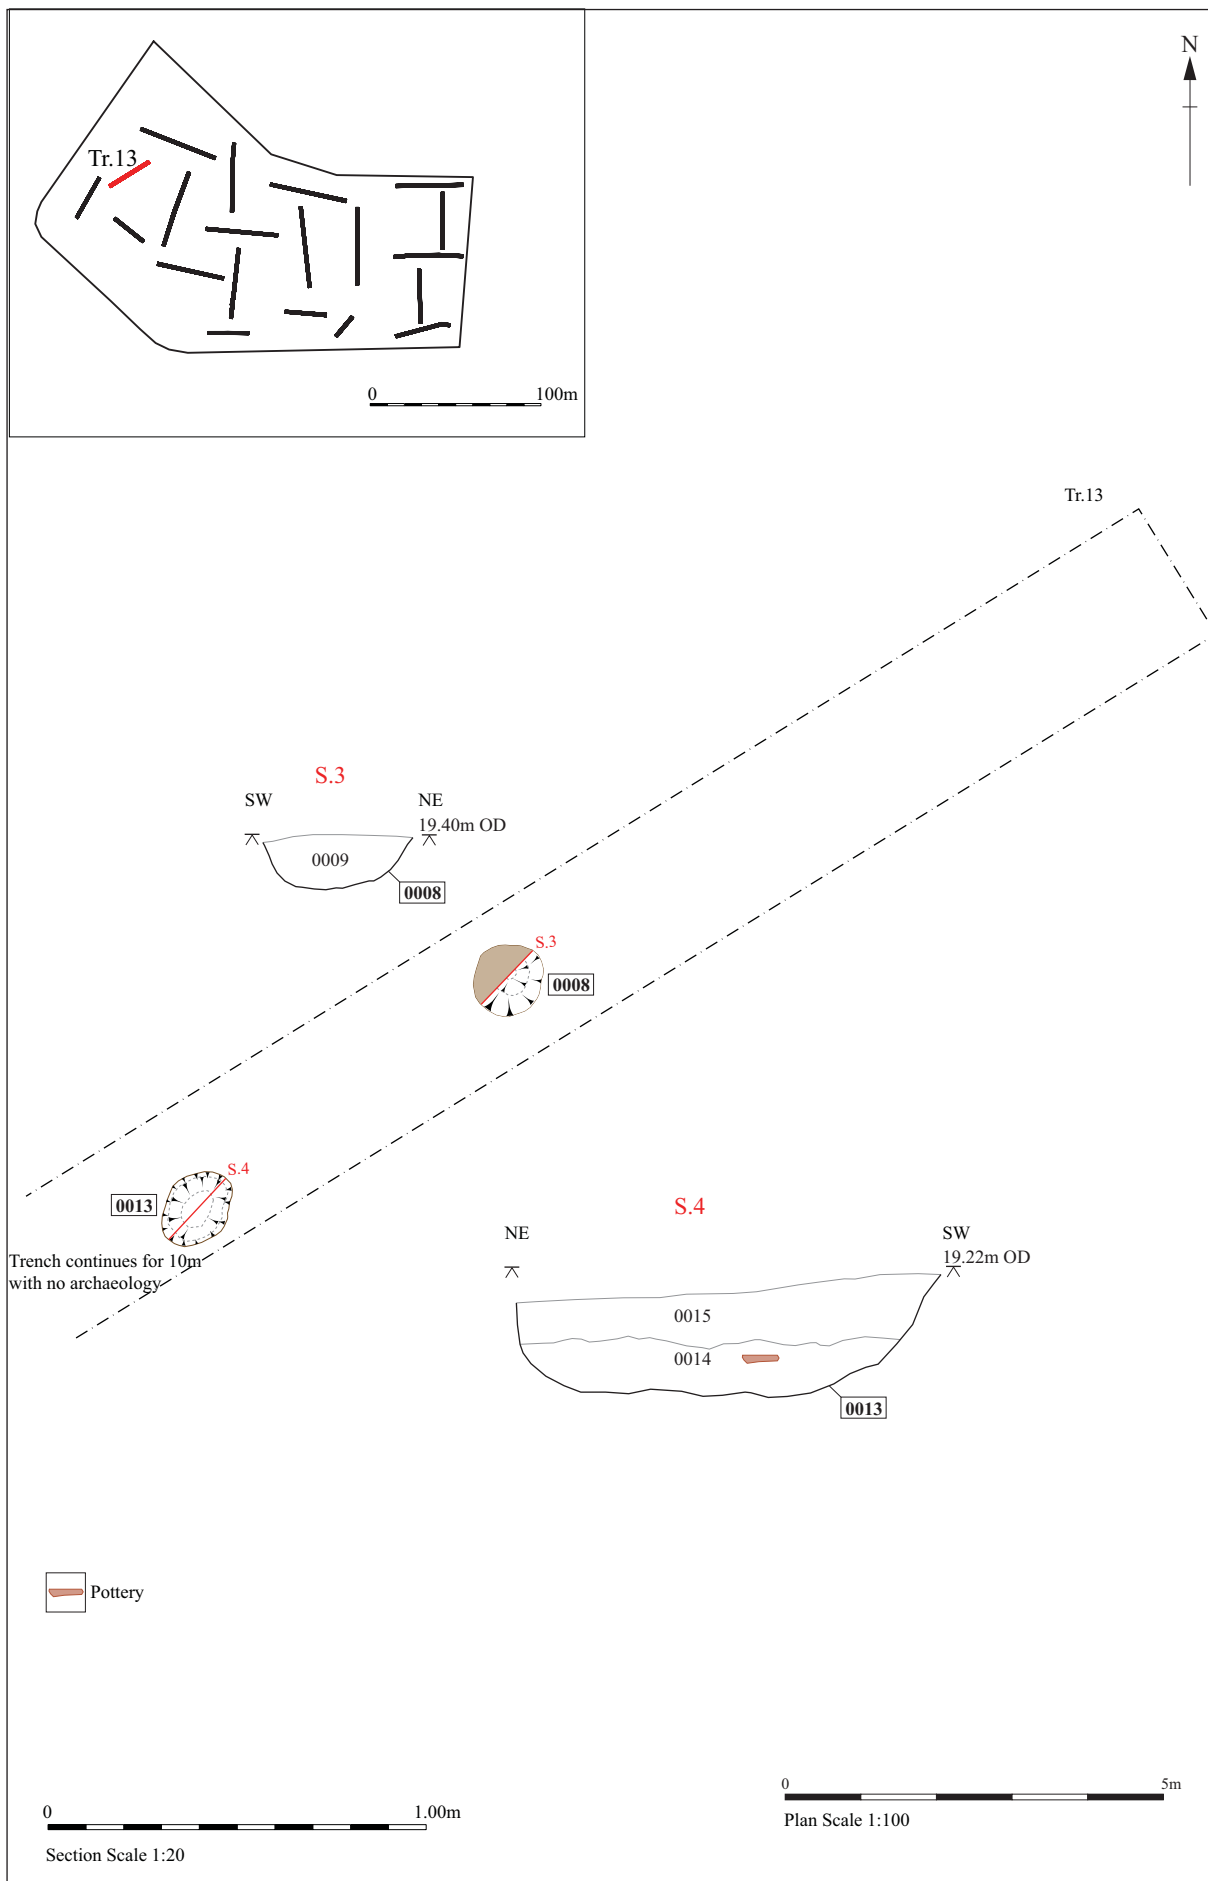 N
Tr.13
0 100m
Tr.13
S.3
SW NE
19.40m OD
0009
0008
S.3
0008
S.4
0013
Trench continues for 10m
with no archaeology
S.4
NE SW
19.22m OD
0015
0014
0013
Pottery
0 5m
Plan Scale 1:100
0 1.00m
Section Scale 1:20